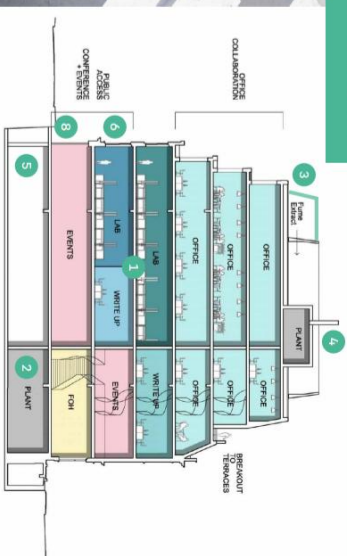 3
Fume
Extract
4
PLANT
OFFICE
COLLABORATION
OFFICE
OFFICE
OFFICE
OFFICE
OFFICE
OFFICE
BREAKOUT
TO
TERRACES
LAB
WRITE UP
1
PUBLIC
ACCESS
CONFERENCE
+ EVENTS
6
LAB
WRITE UP
EVENTS
8
EVENTS
FOH
5
2
PLANT